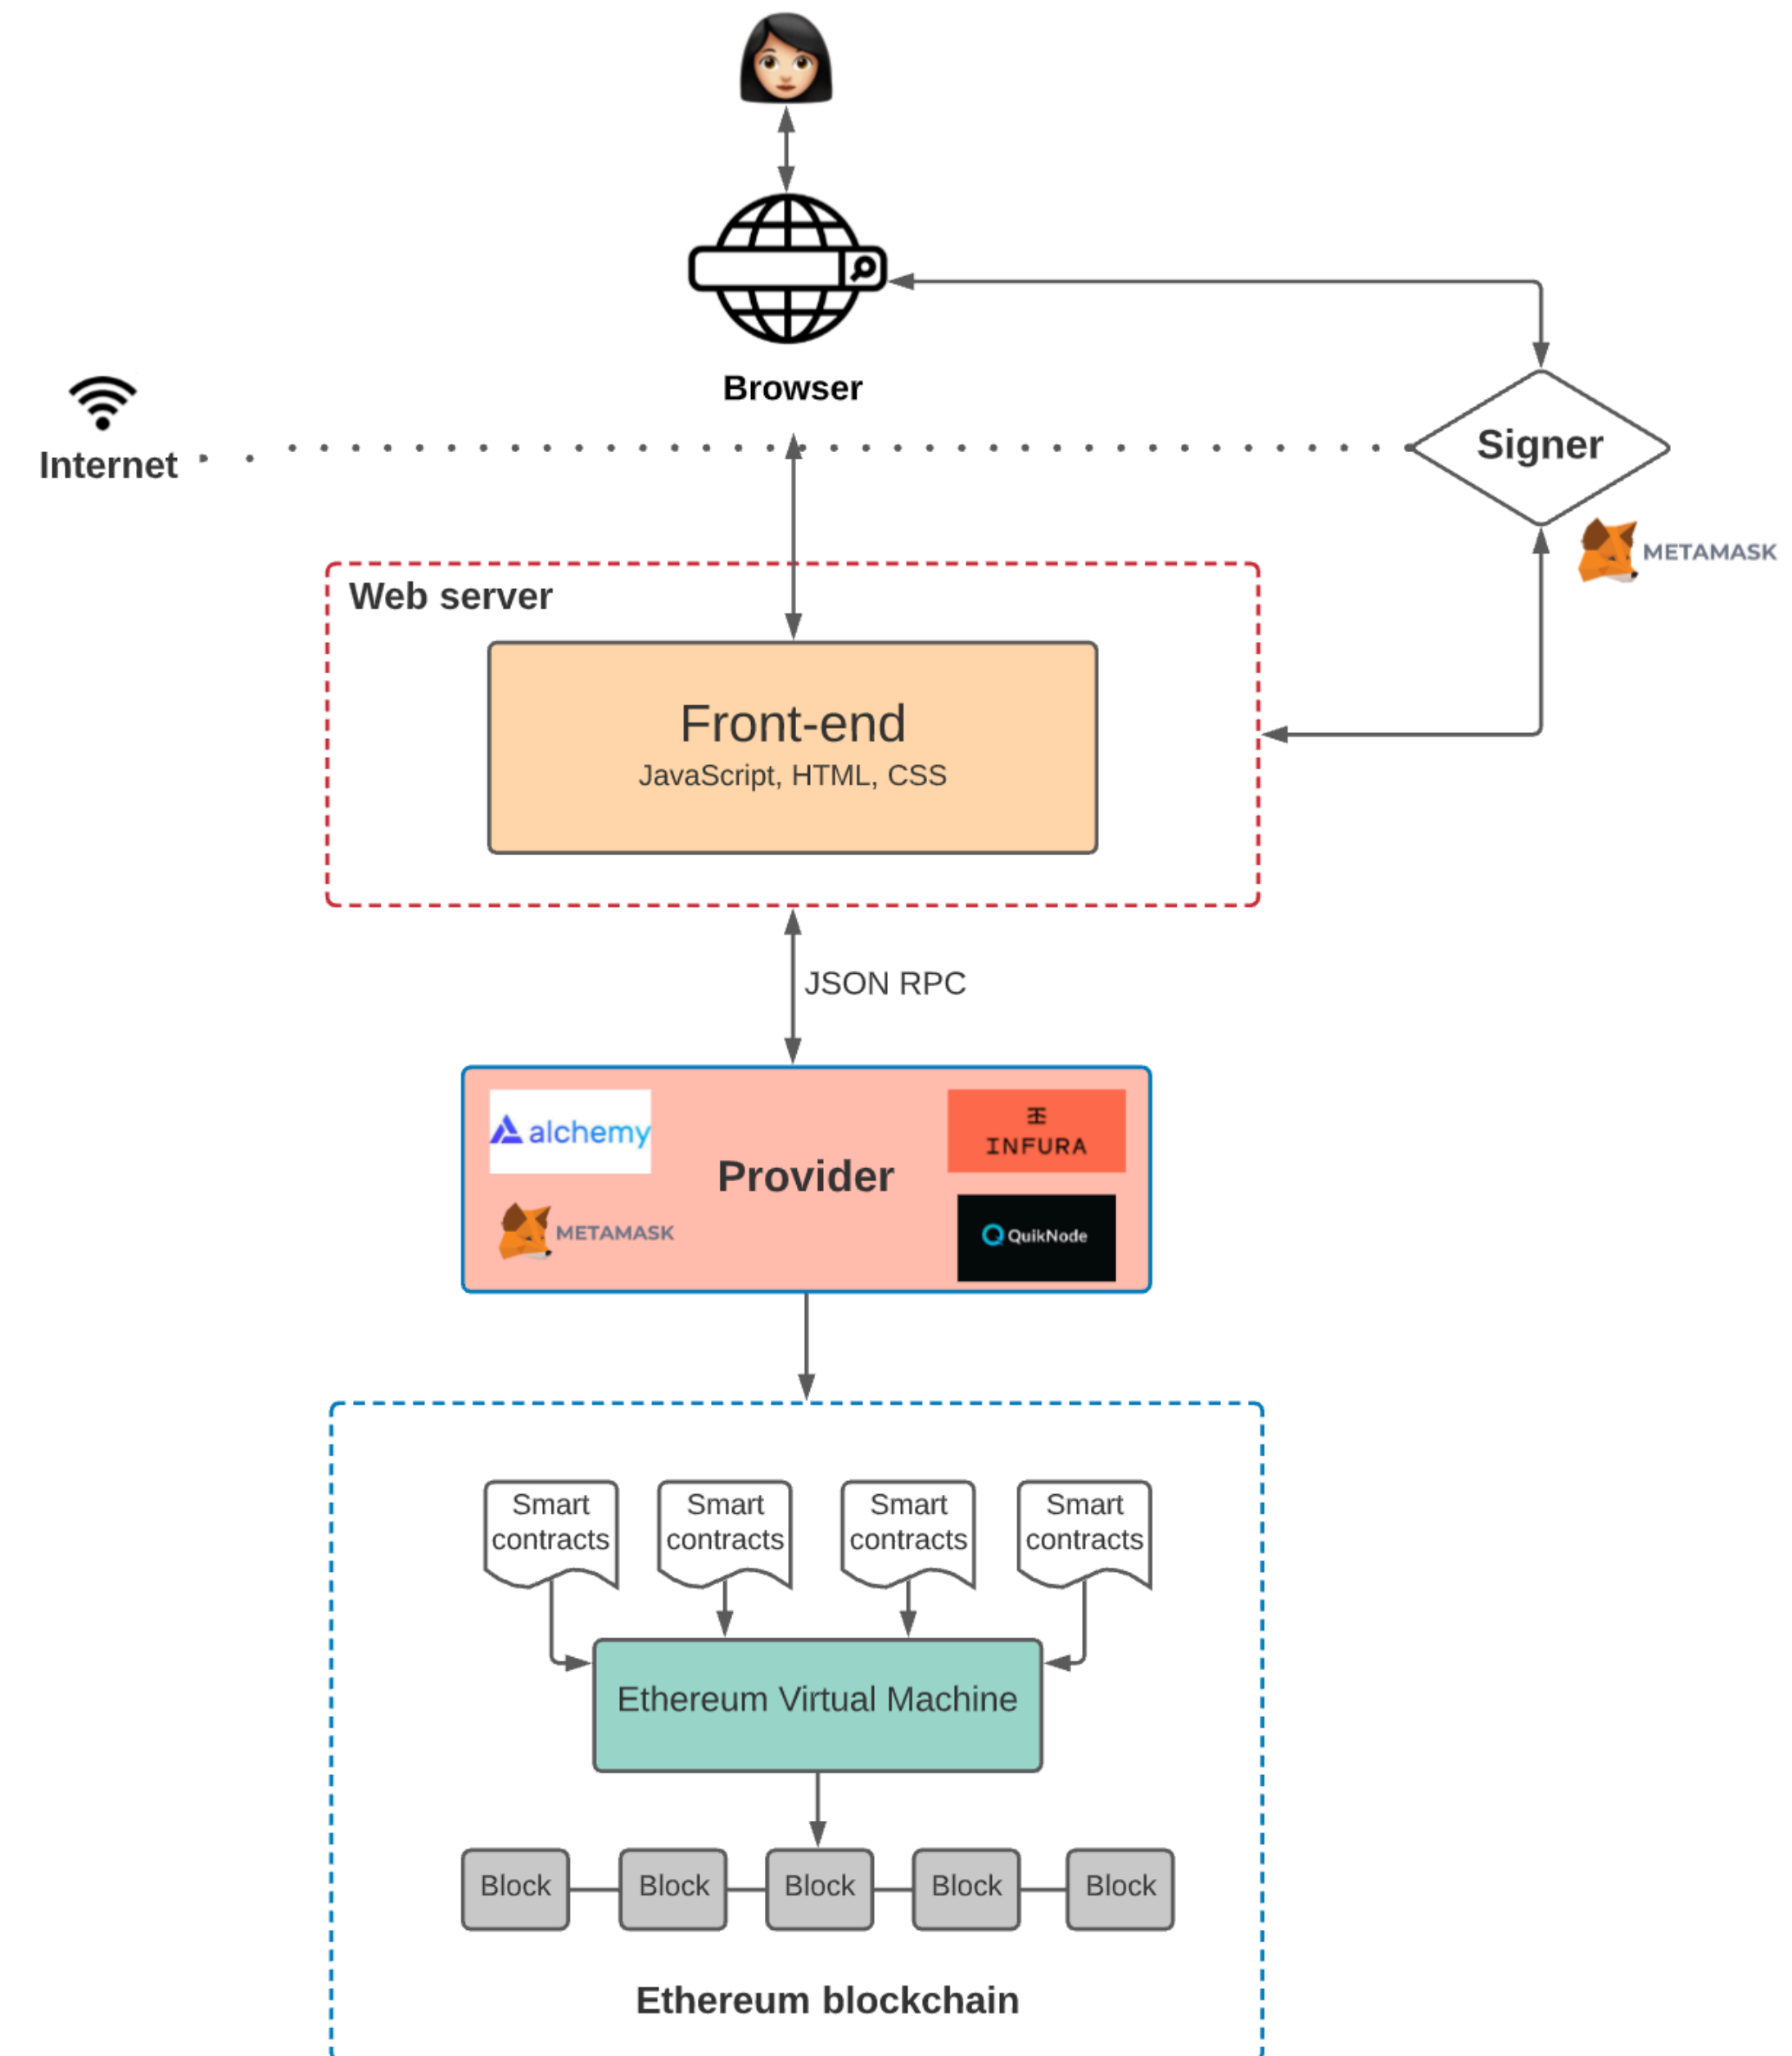 Browser
Internet
Signer
METAMASK
Web server
Front-end
JavaScript, HTML, CSS
JSON RPC
alchemy
INFURA
Provider
METAMASK
QuikNode
Smart
contracts
Smart
contracts
Smart
contracts
Smart
contracts
Ethereum Virtual Machine
Block
Block
Block
Block
Block
Ethereum blockchain